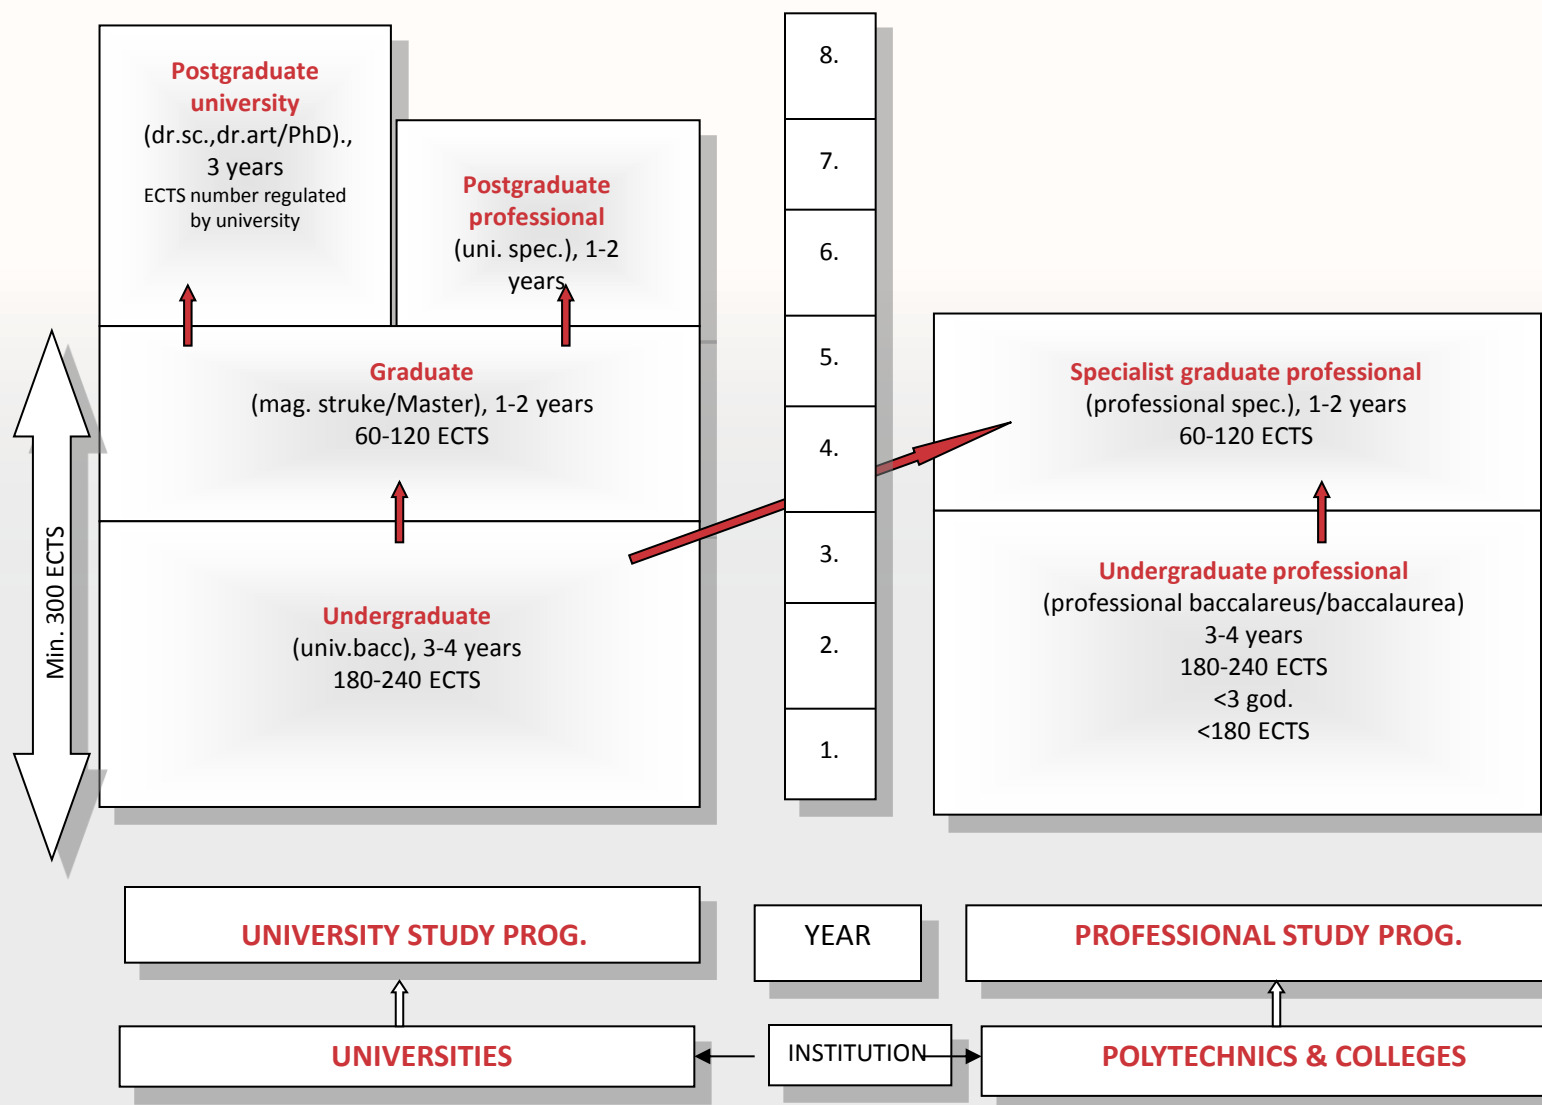 Postgraduate
university
(dr.sc.,dr.art/PhD).,
3 years
ECTS number regulated
by university
Postgraduate
professional
(uni. spec.), 1-2
years
Graduate
(mag. struke/Master), 1-2 years
60-120 ECTS
Undergraduate
(univ.bacc), 3-4 years
180-240 ECTS
Min. 300 ECTS
8.
7.
6.
5.
4.
3.
2.
1.
Specialist graduate professional
(professional spec.), 1-2 years
60-120 ECTS
Undergraduate professional
(professional baccalareus/baccalaurea)
3-4 years
180-240 ECTS
<3 god.
<180 ECTS
UNIVERSITY STUDY PROG.
YEAR
PROFESSIONAL STUDY PROG.
UNIVERSITIES
INSTITUTION
POLYTECHNICS & COLLEGES